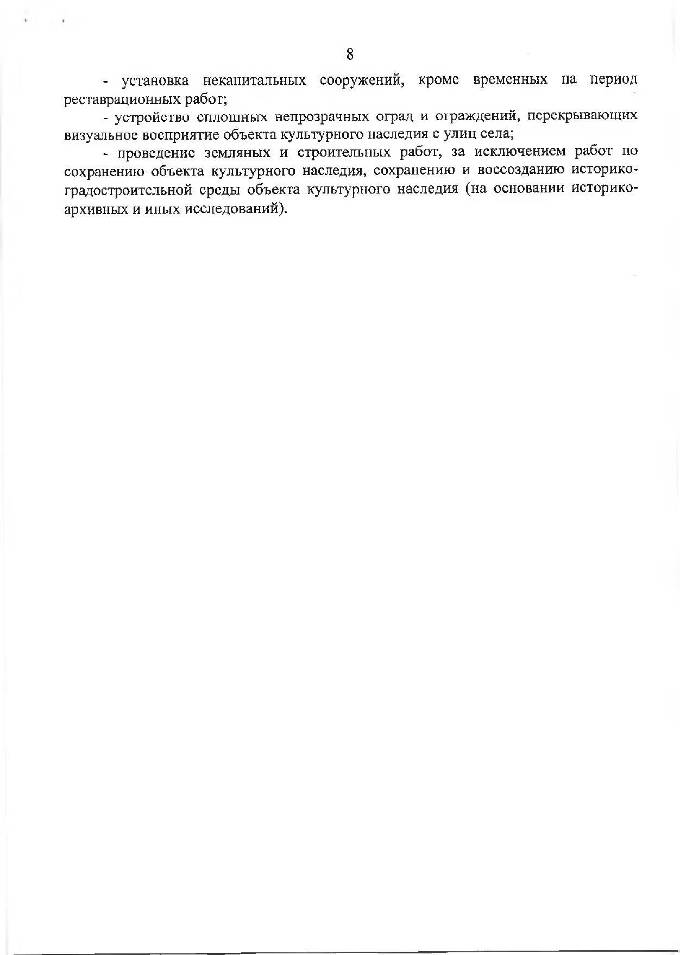 8
- установка некапитальных сооружений, кроме временных на период
реставрационных работ;
- устройство сплошных непрозрачных оград и ограждений, перекрывающих
визуальное восприятие объекта культурного наследия с улиц села;
- проведение земляных и строительных работ, за исключением работ по
сохранению объекта культурного наследия, сохранению и воссозданию историко-
градостроительной среды объекта культурного наследия (на основании историко-
архивных и иных исследований).